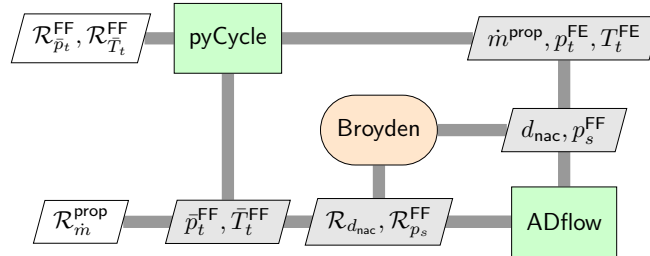 $\mathcal{R}^{\mathsf{FF}}_{\bar{p}_t}, \mathcal{R}^{\mathsf{FF}}_{\bar{T}_t}$
pyCycle
$\dot{m}^{\mathsf{prop}}, p_t^{\mathsf{FE}}, T_t^{\mathsf{FE}}$
Broyden
$d_{\mathsf{nac}}, p_s^{\mathsf{FF}}$
$\mathcal{R}^{\mathsf{prop}}_{\dot{m}}$
$\bar{p}_t^{\mathsf{FF}}, \bar{T}_t^{\mathsf{FF}}$
$\mathcal{R}_{d_{\mathsf{nac}}}, \mathcal{R}^{\mathsf{FF}}_{p_s}$
ADflow